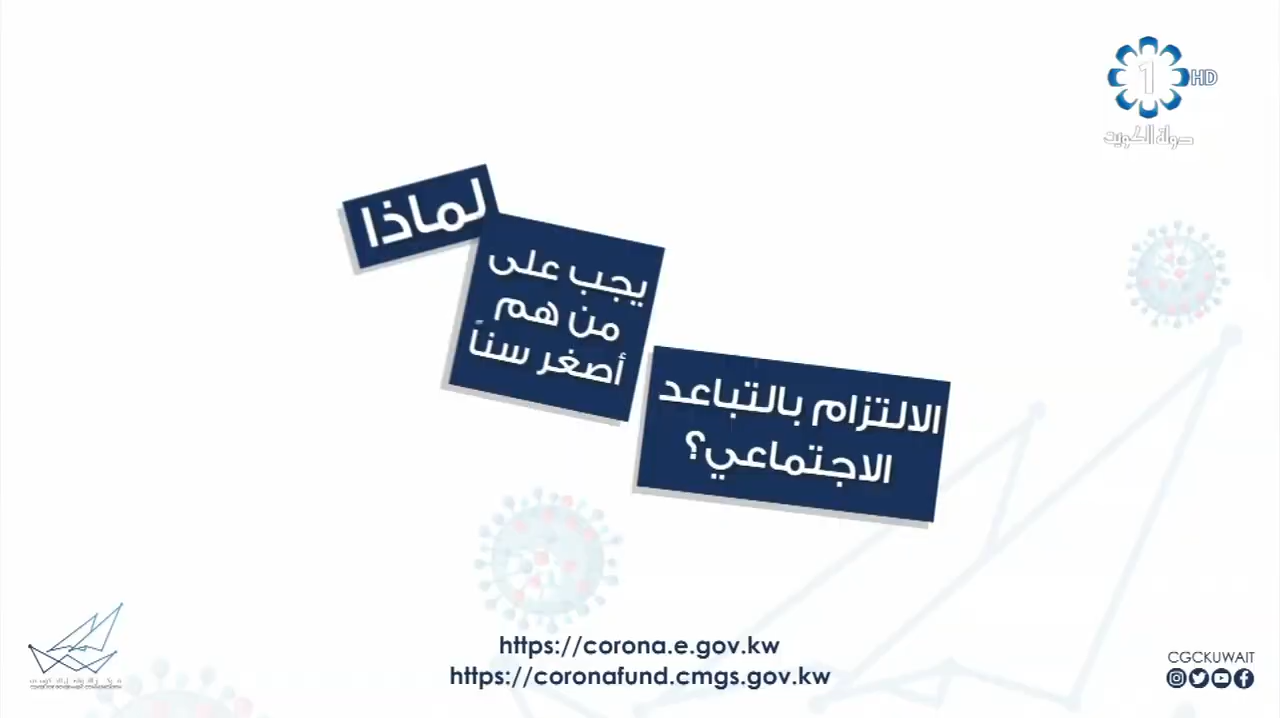 1 HD
دولة الكويت
لماذا
يجب على
من هم
أصغر سناً
الالتزام بالتباعد
الاجتماعي؟
https://corona.e.gov.kw
https://coronafund.cmgs.gov.kw
CGCKUWAIT